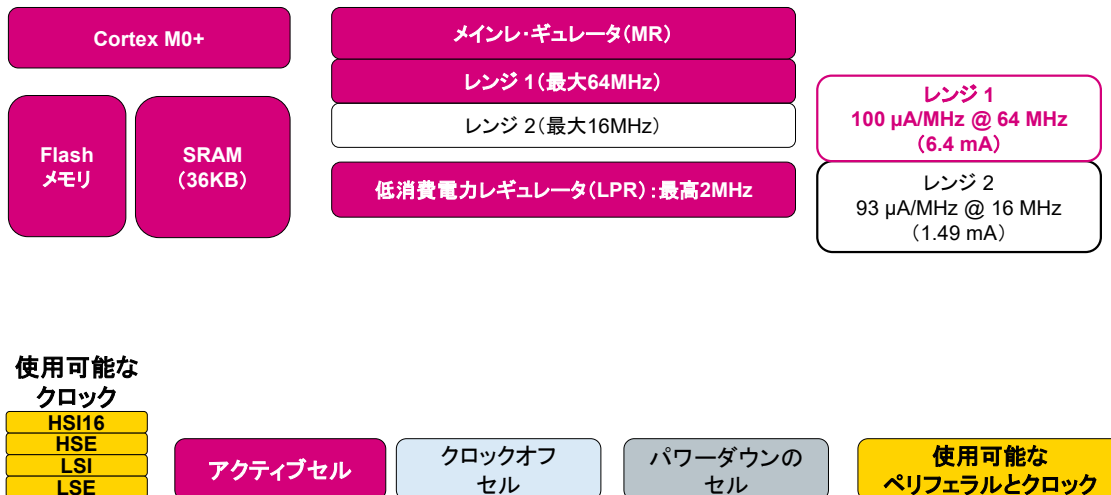 Cortex M0+
メインレ・ギュレータ（MR）
レンジ 1（最大64MHz）
レンジ 2（最大16MHz）
Flash
メモリ
SRAM
（36KB）
低消費電力レギュレータ（LPR）：最高2MHz
レンジ 1
100 µA/MHz @ 64 MHz
（6.4 mA）
レンジ 2
93 µA/MHz @ 16 MHz
（1.49 mA）
使用可能な
クロック
HSI16
HSE
LSI
LSE
アクティブセル
クロックオフ
セル
パワーダウンの
セル
使用可能な
ペリフェラルとクロック